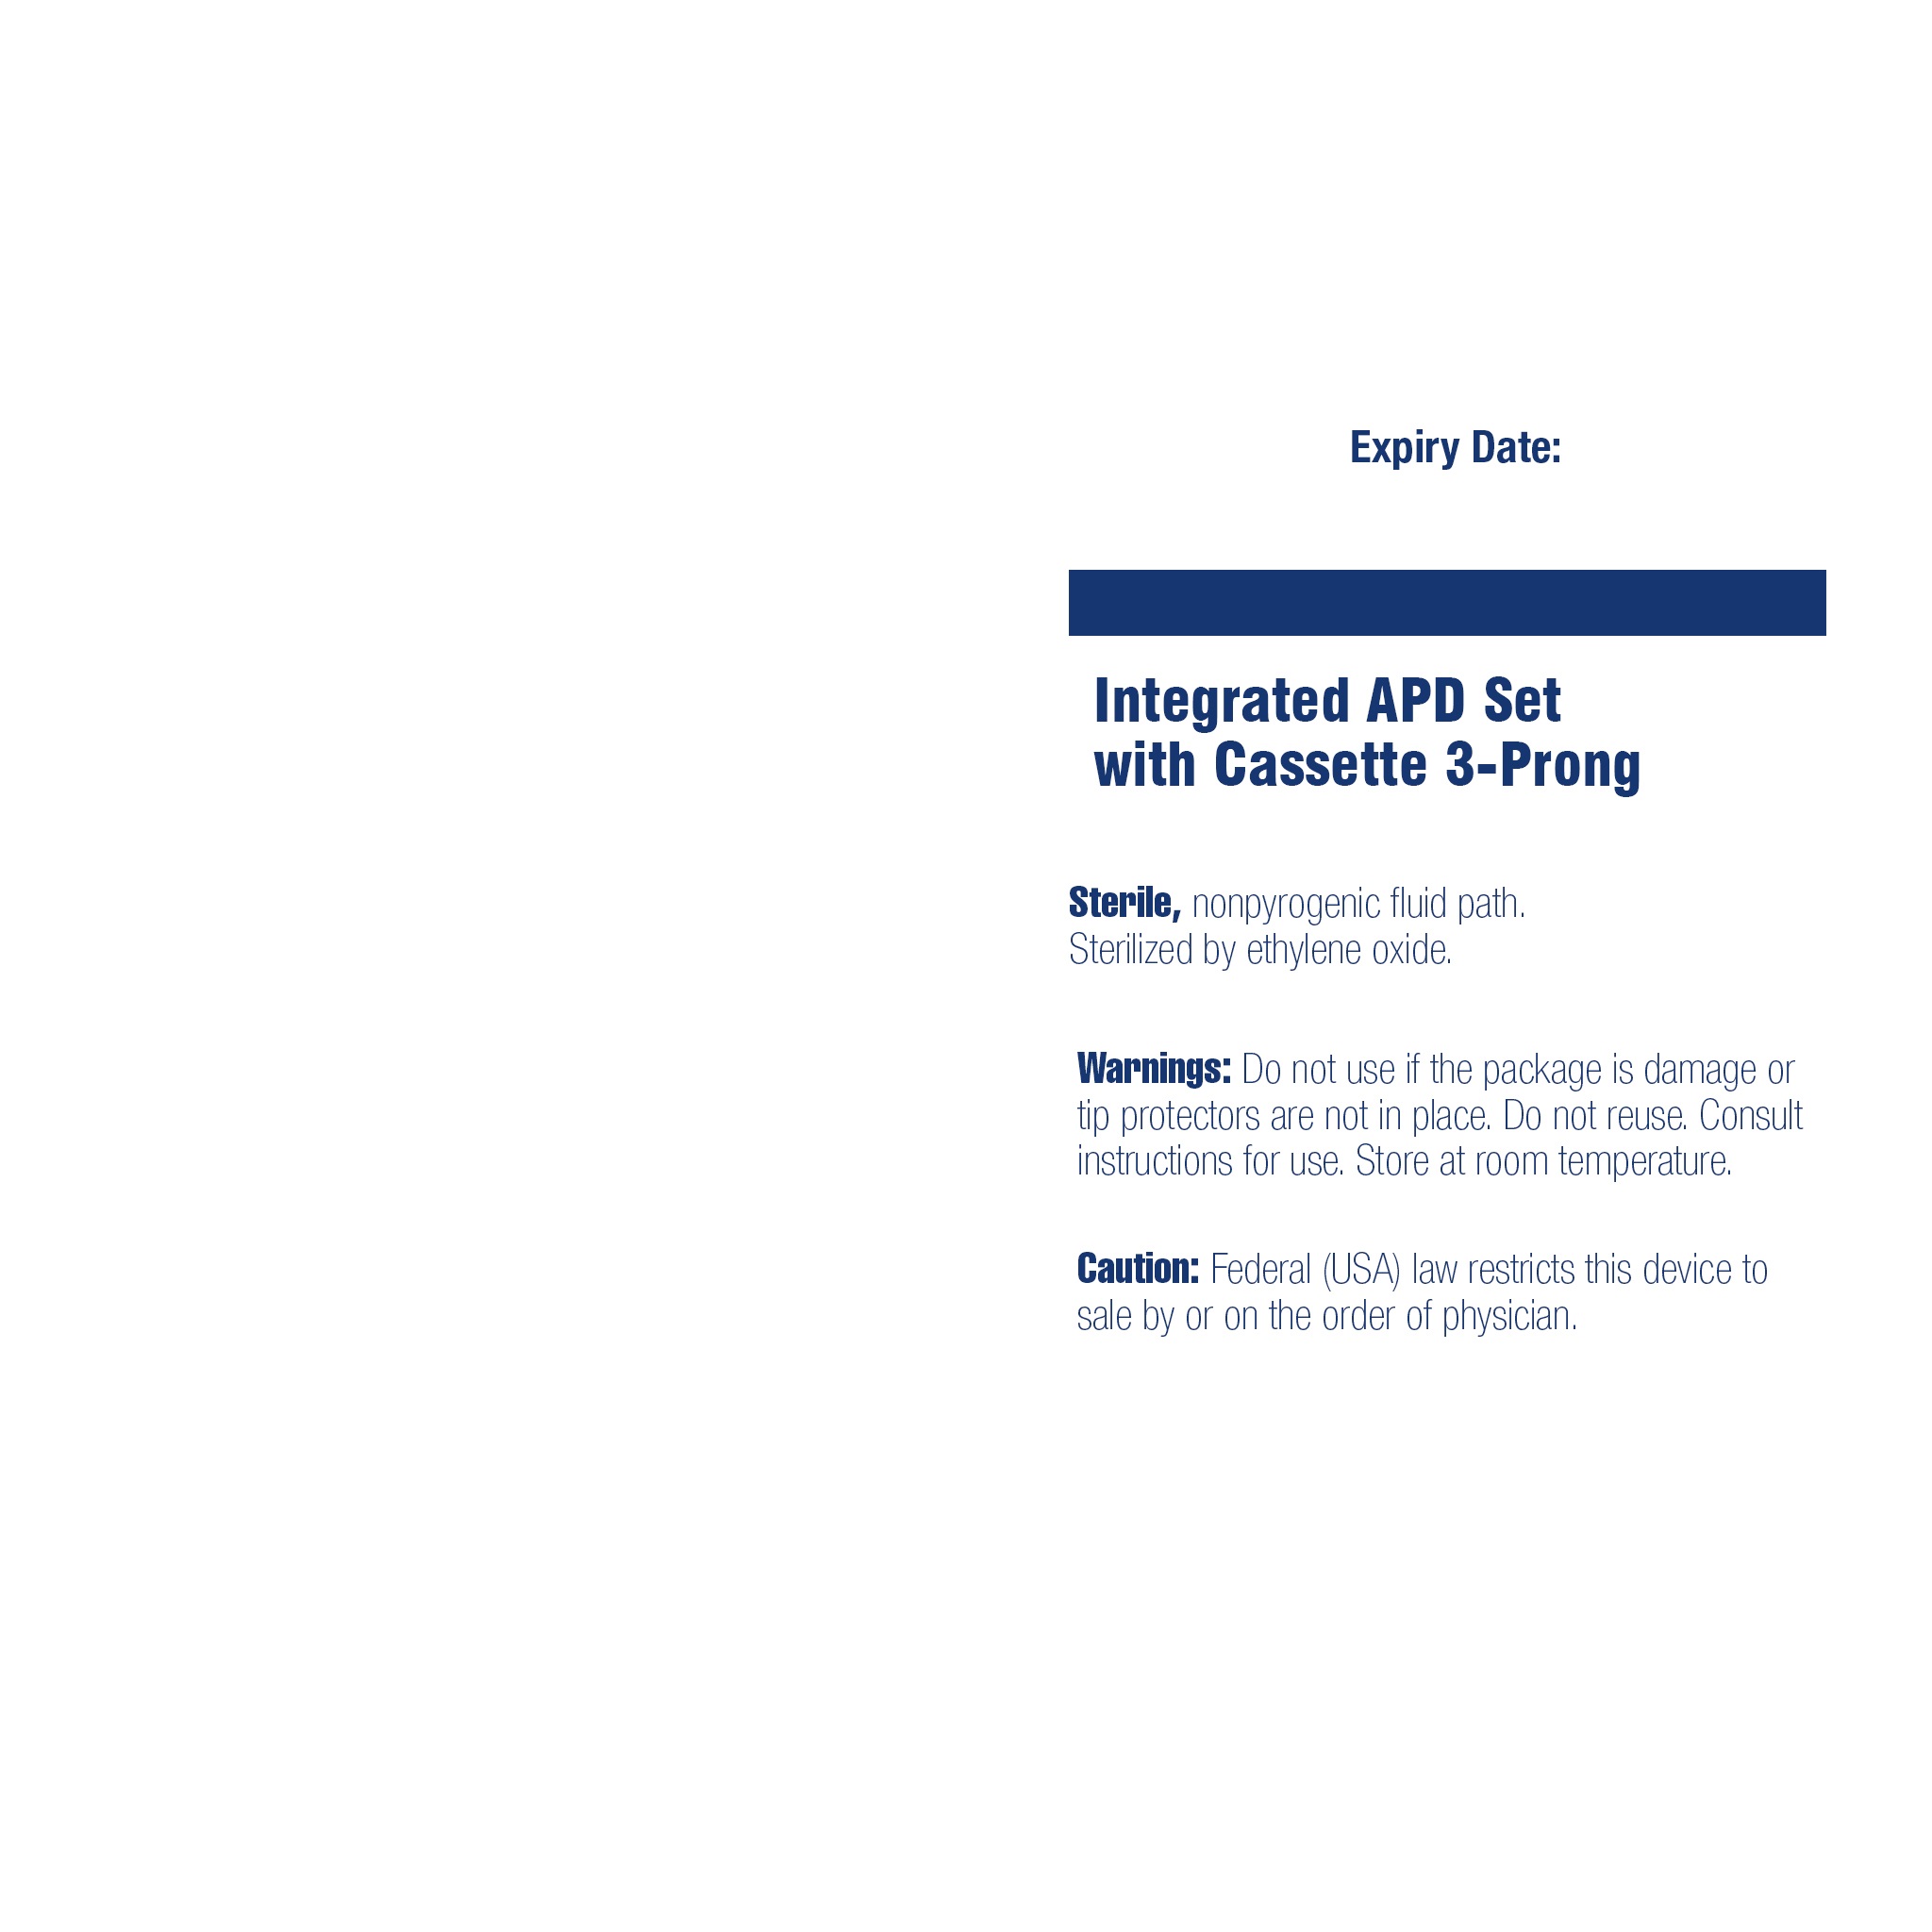 Expiry Date:
Integrated APD Set
with Cassette 3-Prong
Sterile, nonpyrogenic fluid path.
Sterilized by ethylene oxide.
Warnings: Do not use if the package is damage or
tip protectors are not in place. Do not reuse. Consult
instructions for use. Store at room temperature.
Caution: Federal (USA) law restricts this device to
sale by or on the order of physician.